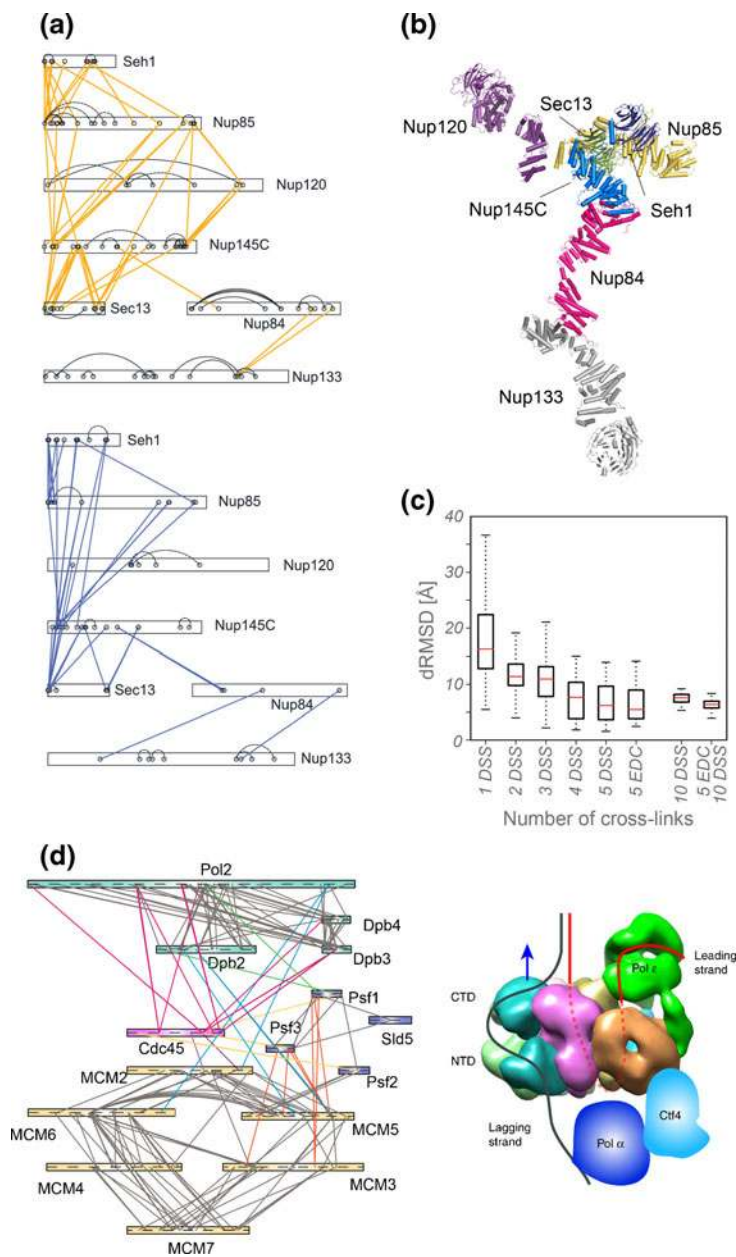 (a)
Seh1
Nup85
Nup120
Nup145C
Sec13
Nup84
Nup133
Seh1
Nup85
Nup120
Nup145C
Sec13
Nup84
Nup133
(b)
Nup120
Sec13
Nup85
Nup145C
Seh1
Nup84
Nup133
(c)
40
30
20
10
0
dRMSD [Å]
1 DSS
2 DSS
3 DSS
4 DSS
5 DSS
5 EDC
10 DSS
5 EDC
10 DSS
Number of cross-links
(d)
Pol2
Dpb4
Dpb2
Dpb3
Psf1
Psf3
Sld5
Cdc45
MCM2
Psf2
MCM6
MCM5
MCM4
MCM3
MCM7
Pol ε
Leading
strand
CTD
NTD
Lagging
strand
Ctf4
Pol α